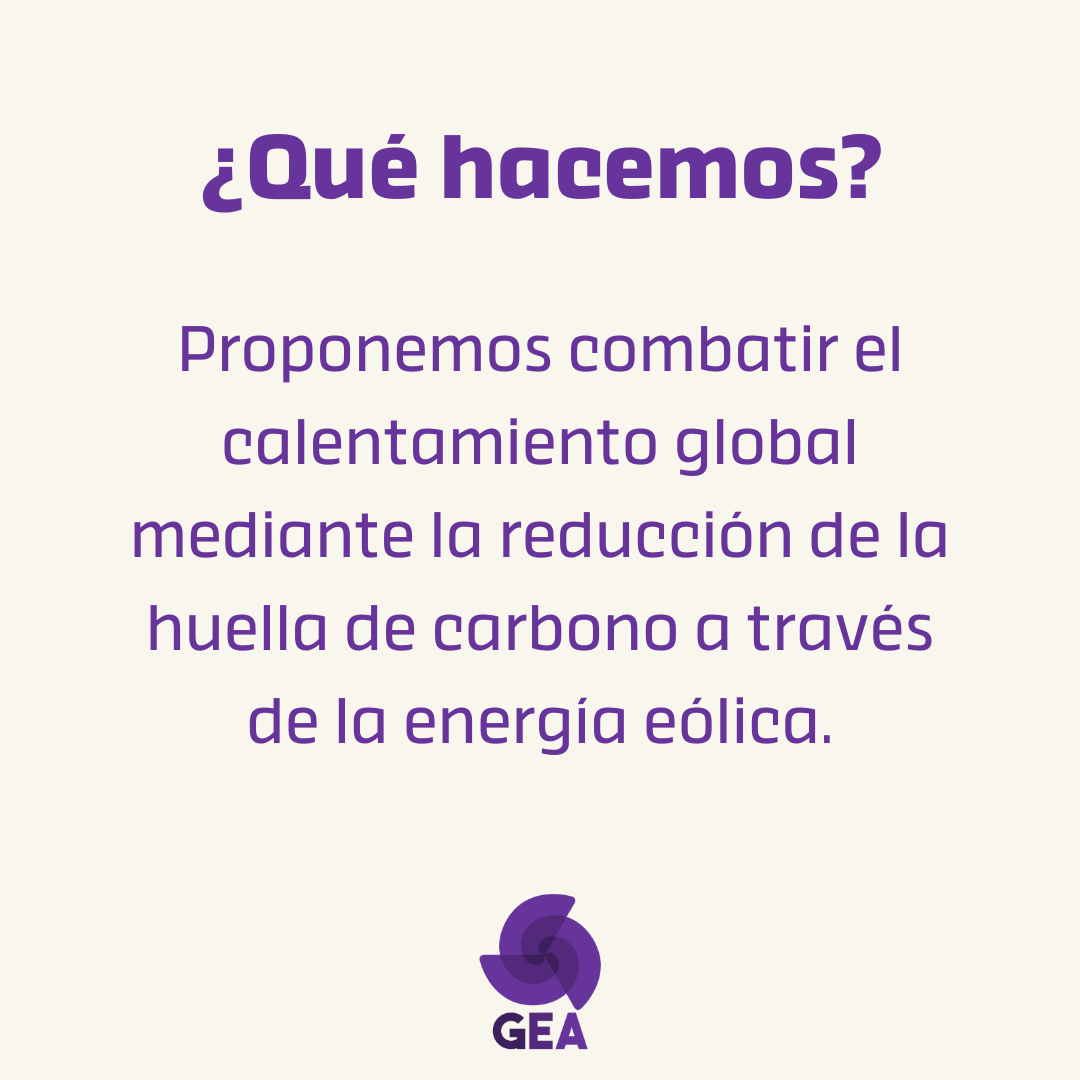 ¿Qué hacemos?
Proponemos combatir el
calentamiento global
mediante la reducción de la
huella de carbono a través
de la energía eólica.
GEA